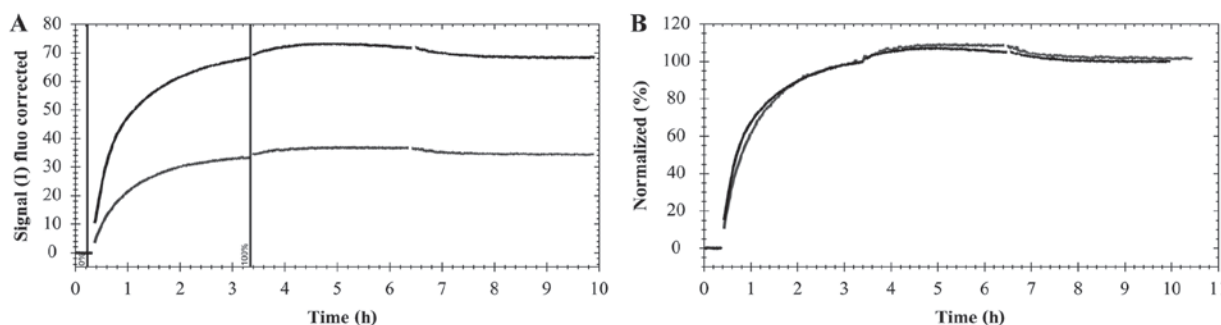 A
B
Signal (I) fluo corrected
80
70
60
50
40
30
20
10
0
0%
100%
0 1 2 3 4 5 6 7 8 9 10
Time (h)
Normalized (%)
120
100
80
60
40
20
0
-20
0 1 2 3 4 5 6 7 8 9 10 11
Time (h)